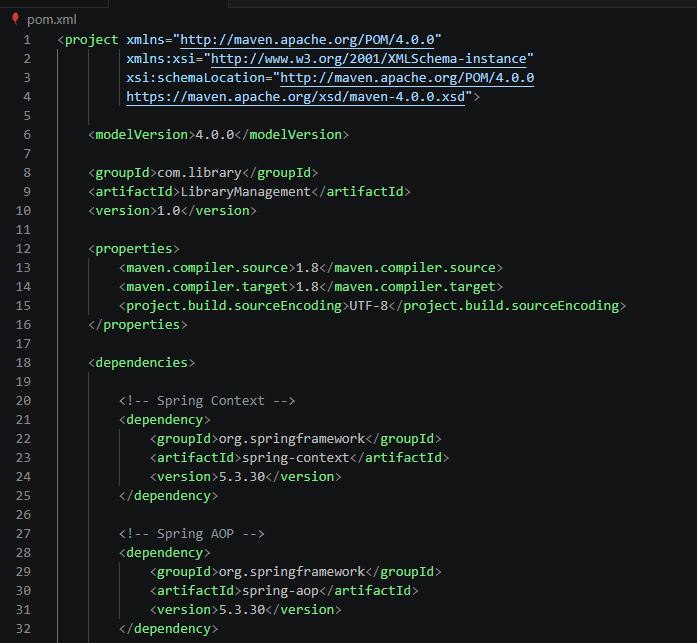 pom.xml
1 <project xmlns="http://maven.apache.org/POM/4.0.0"
2 xmlns:xsi="http://www.w3.org/2001/XMLSchema-instance"
3 xsi:schemaLocation="http://maven.apache.org/POM/4.0.0
4 https://maven.apache.org/xsd/maven-4.0.0.xsd">
5
6 <modelVersion>4.0.0</modelVersion>
7
8 <groupId>com.library</groupId>
9 <artifactId>LibraryManagement</artifactId>
10 <version>1.0</version>
11
12 <properties>
13 <maven.compiler.source>1.8</maven.compiler.source>
14 <maven.compiler.target>1.8</maven.compiler.target>
15 <project.build.sourceEncoding>UTF-8</project.build.sourceEncoding>
16 </properties>
17
18 <dependencies>
19
20 <!-- Spring Context -->
21 <dependency>
22 <groupId>org.springframework</groupId>
23 <artifactId>spring-context</artifactId>
24 <version>5.3.30</version>
25 </dependency>
26
27 <!-- Spring AOP -->
28 <dependency>
29 <groupId>org.springframework</groupId>
30 <artifactId>spring-aop</artifactId>
31 <version>5.3.30</version>
32 </dependency>